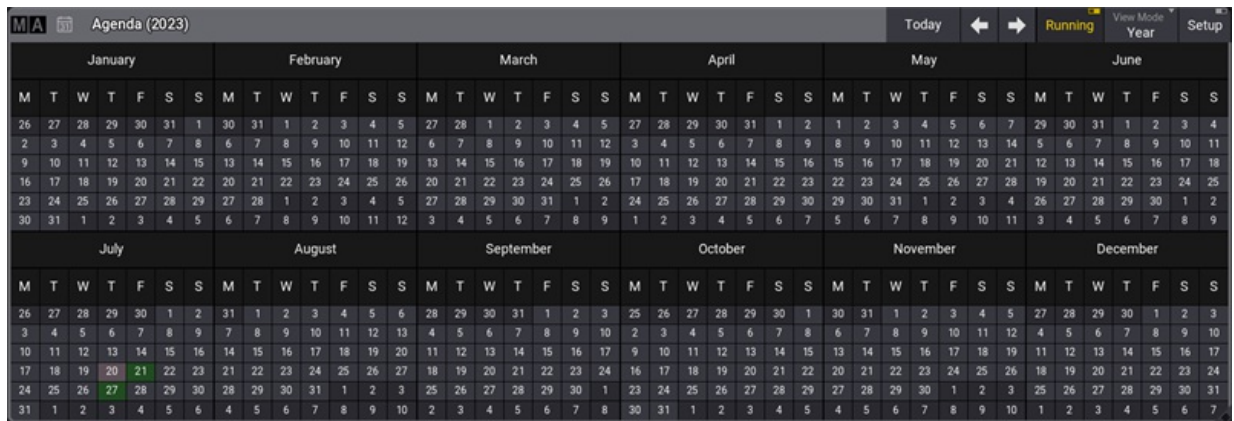 MA 31 Agenda (2023) Today Running View Mode Year Setup
January February March April May June
M T W T F S S M T W T F S S M T W T F S S M T W T F S S M T W T F S S M T W T F S S
26 27 28 29 30 31 1 30 31 1 2 3 4 5 27 28 1 2 3 4 5 27 28 29 30 31 1 2 1 2 3 4 5 6 7 29 30 31 1 2 3 4
2 3 4 5 6 7 8 6 7 8 9 10 11 12 6 7 8 9 10 11 12 3 4 5 6 7 8 9 8 9 10 11 12 13 14 5 6 7 8 9 10 11
9 10 11 12 13 14 15 13 14 15 16 17 18 19 13 14 15 16 17 18 19 10 11 12 13 14 15 16 15 16 17 18 19 20 21 12 13 14 15 16 17 18
16 17 18 19 20 21 22 20 21 22 23 24 25 26 20 21 22 23 24 25 26 17 18 19 20 21 22 23 22 23 24 25 26 27 28 19 20 21 22 23 24 25
23 24 25 26 27 28 29 27 28 1 2 3 4 5 27 28 29 30 31 1 2 24 25 26 27 28 29 30 29 30 31 1 2 3 4 26 27 28 29 30 1 2
30 31 1 2 3 4 5 6 7 8 9 10 11 12 3 4 5 6 7 8 9 1 2 3 4 5 6 7 5 6 7 8 9 10 11 3 4 5 6 7 8 9
July August September October November December
M T W T F S S M T W T F S S M T W T F S S M T W T F S S M T W T F S S M T W T F S S
26 27 28 29 30 1 2 31 1 2 3 4 5 6 28 29 30 31 1 2 3 25 26 27 28 29 30 1 30 31 1 2 3 4 5 27 28 29 30 1 2 3
3 4 5 6 7 8 9 7 8 9 10 11 12 13 4 5 6 7 8 9 10 2 3 4 5 6 7 8 6 7 8 9 10 11 12 4 5 6 7 8 9 10
10 11 12 13 14 15 16 14 15 16 17 18 19 20 11 12 13 14 15 16 17 9 10 11 12 13 14 15 13 14 15 16 17 18 19 11 12 13 14 15 16 17
17 18 19 20 21 22 23 21 22 23 24 25 26 27 18 19 20 21 22 23 24 16 17 18 19 20 21 22 20 21 22 23 24 25 26 18 19 20 21 22 23 24
24 25 26 27 28 29 30 28 29 30 31 1 2 3 25 26 27 28 29 30 1 23 24 25 26 27 28 29 27 28 29 30 1 2 3 25 26 27 28 29 30 31
31 1 2 3 4 5 6 4 5 6 7 8 9 10 2 3 4 5 6 7 8 30 31 1 2 3 4 5 4 5 6 7 8 9 10 1 2 3 4 5 6 7